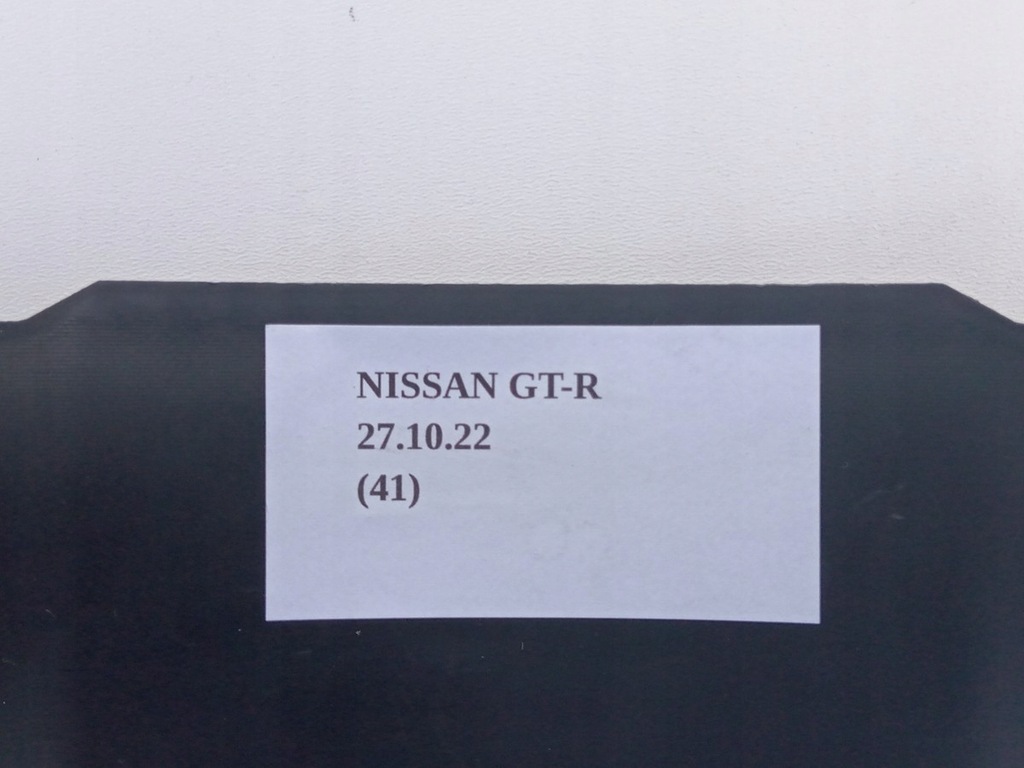 NISSAN GT-R
27.10.22
(41)